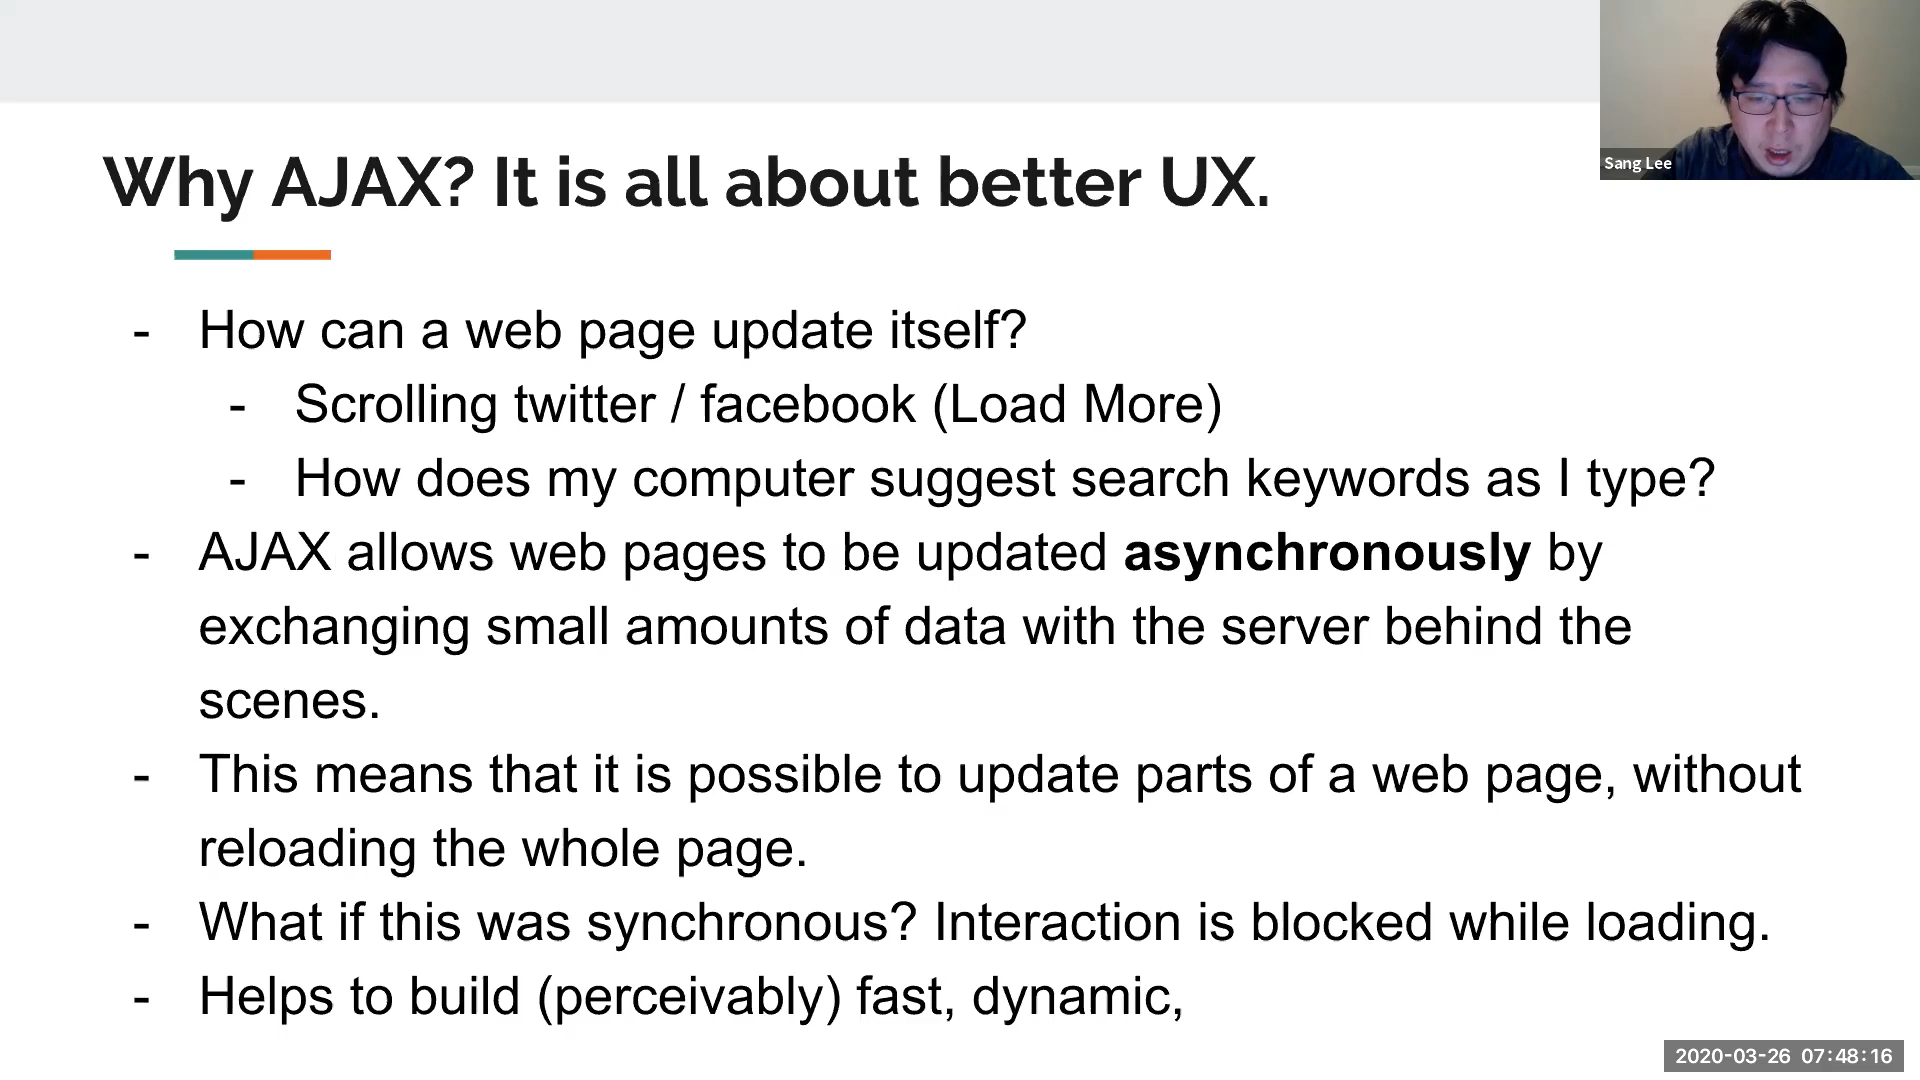 Sang Lee
Why AJAX? It is all about better UX.
- How can a web page update itself?
- Scrolling twitter / facebook (Load More)
- How does my computer suggest search keywords as I type?
- AJAX allows web pages to be updated asynchronously by
exchanging small amounts of data with the server behind the
scenes.
- This means that it is possible to update parts of a web page, without
reloading the whole page.
- What if this was synchronous? Interaction is blocked while loading.
- Helps to build (perceivably) fast, dynamic,
2020-03-26 07:48:16